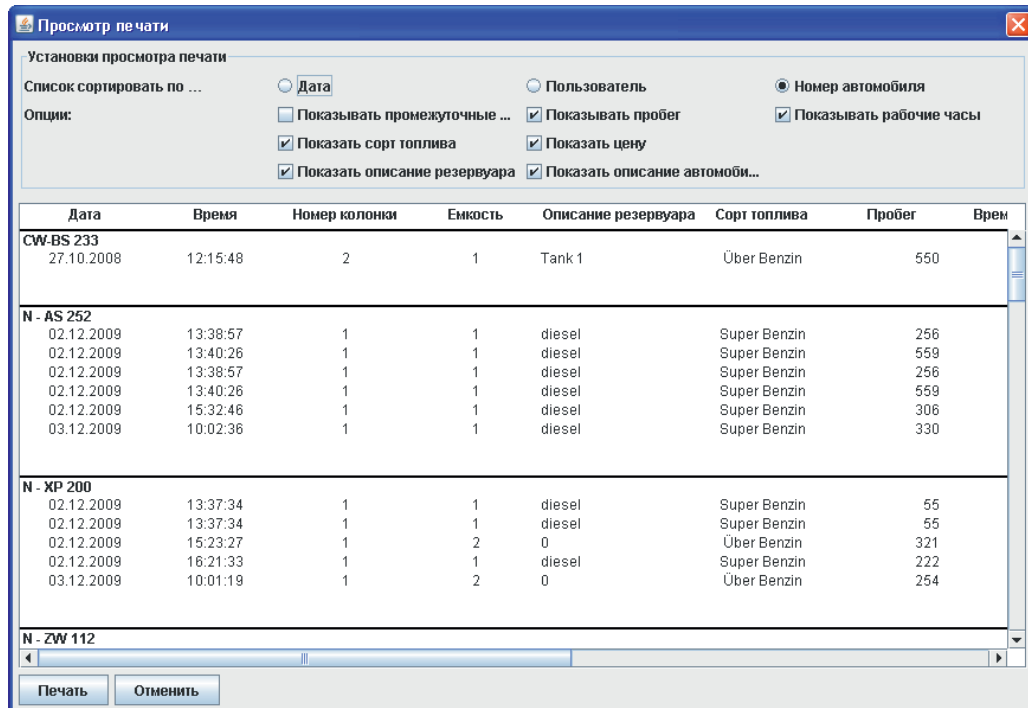 Просмотр печати
Установки просмотра печати
Список сортировать по ... Дата Пользователь Номер автомобиля
Опции: Показывать промежуточные ... Показывать пробег Показывать рабочие часы
Показать сорт топлива Показать цену
Показать описание резервуара Показать описание автомоби...
Дата Время Номер колонки Емкость Описание резервуара Сорт топлива Пробег Врем
CW-BS 233
27.10.2008 12:15:48 2 1 Tank 1 Über Benzin 550
N - AS 252
02.12.2009 13:38:57 1 1 diesel Super Benzin 256
02.12.2009 13:40:26 1 1 diesel Super Benzin 559
02.12.2009 13:38:57 1 1 diesel Super Benzin 256
02.12.2009 13:40:26 1 1 diesel Super Benzin 559
02.12.2009 15:32:46 1 1 diesel Super Benzin 306
03.12.2009 10:02:36 1 1 diesel Super Benzin 330
N - XP 200
02.12.2009 13:37:34 1 1 diesel Super Benzin 55
02.12.2009 13:37:34 1 1 diesel Super Benzin 55
02.12.2009 15:23:27 1 2 0 Über Benzin 321
02.12.2009 16:21:33 1 1 diesel Super Benzin 222
03.12.2009 10:01:19 1 2 0 Über Benzin 254
N - ZW 112
Печать Отменить